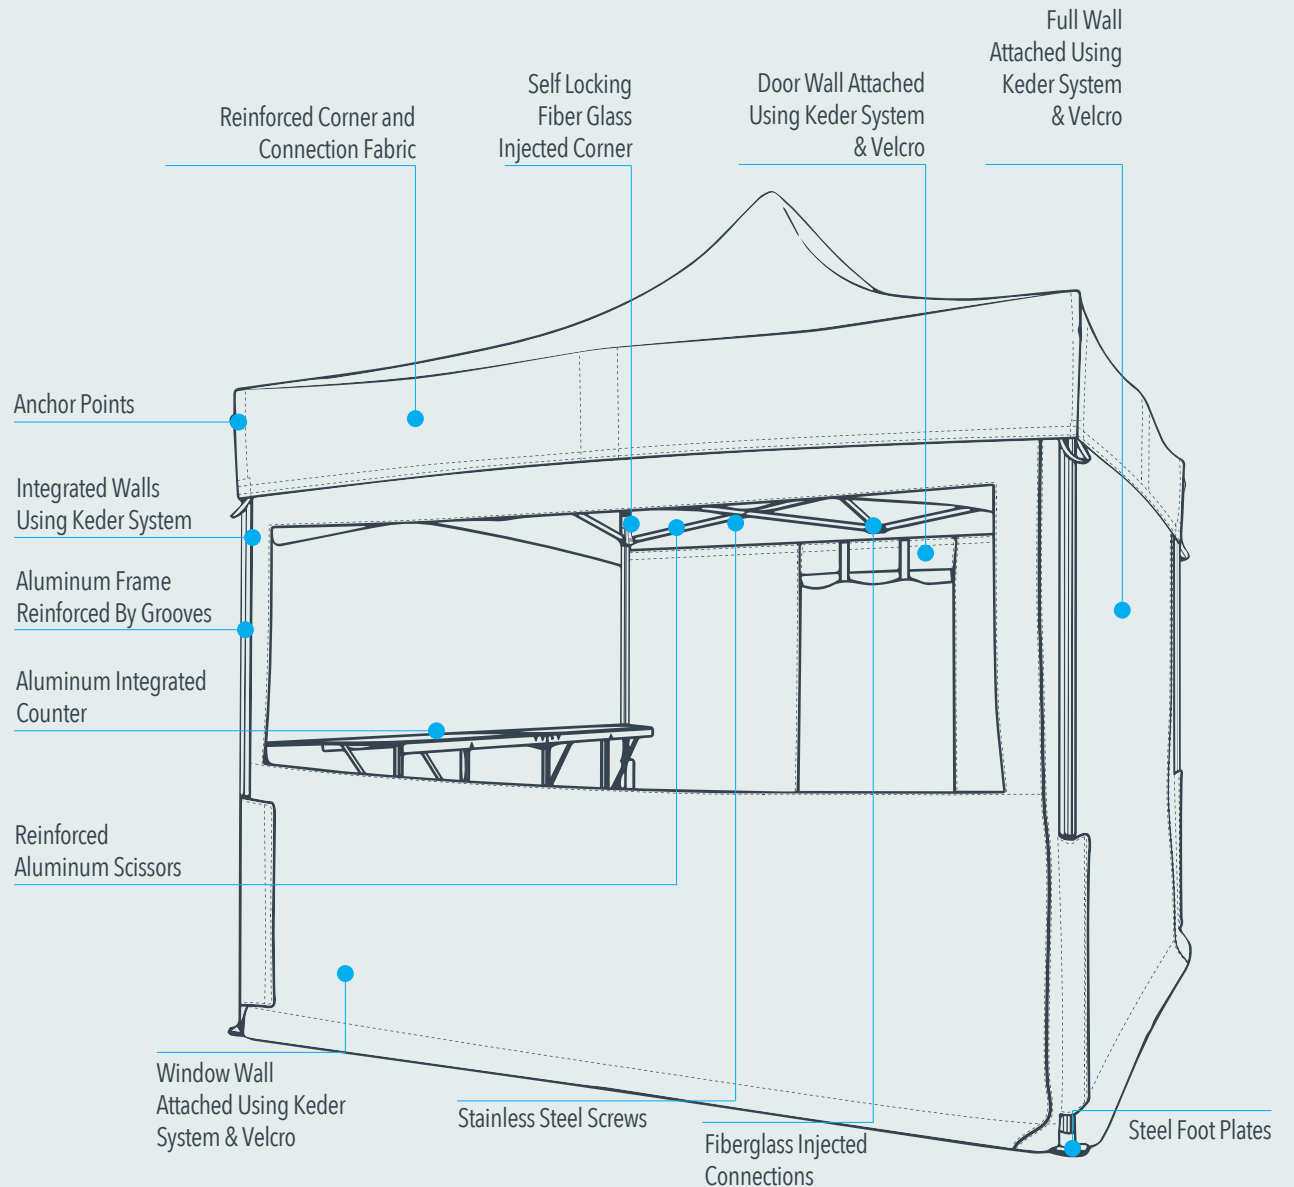 Full Wall
Attached Using
Keder System
& Velcro
Door Wall Attached
Using Keder System
& Velcro
Self Locking
Fiber Glass
Injected Corner
Reinforced Corner and
Connection Fabric
Anchor Points
Integrated Walls
Using Keder System
Aluminum Frame
Reinforced By Grooves
Aluminum Integrated
Counter
Reinforced
Aluminum Scissors
Window Wall
Attached Using Keder
System & Velcro
Stainless Steel Screws
Fiberglass Injected
Connections
Steel Foot Plates